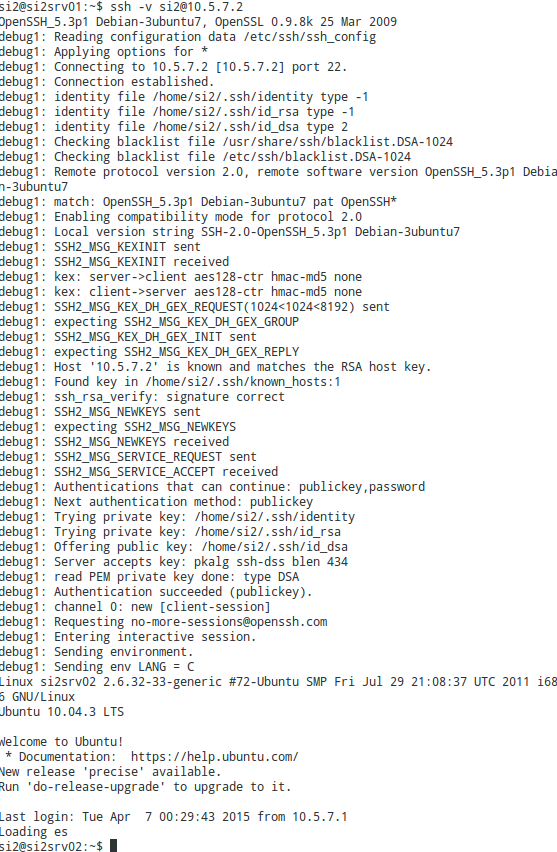 si2@si2srv01:~$ ssh -v si2@10.5.7.2
OpenSSH_5.3p1 Debian-3ubuntu7, OpenSSL 0.9.8k 25 Mar 2009
debug1: Reading configuration data /etc/ssh/ssh_config
debug1: Applying options for *
debug1: Connecting to 10.5.7.2 [10.5.7.2] port 22.
debug1: Connection established.
debug1: identity file /home/si2/.ssh/identity type -1
debug1: identity file /home/si2/.ssh/id_rsa type -1
debug1: identity file /home/si2/.ssh/id_dsa type 2
debug1: Checking blacklist file /usr/share/ssh/blacklist.DSA-1024
debug1: Checking blacklist file /etc/ssh/blacklist.DSA-1024
debug1: Remote protocol version 2.0, remote software version OpenSSH_5.3p1 Debia
n-3ubuntu7
debug1: match: OpenSSH_5.3p1 Debian-3ubuntu7 pat OpenSSH*
debug1: Enabling compatibility mode for protocol 2.0
debug1: Local version string SSH-2.0-OpenSSH_5.3p1 Debian-3ubuntu7
debug1: SSH2_MSG_KEXINIT sent
debug1: SSH2_MSG_KEXINIT received
debug1: kex: server->client aes128-ctr hmac-md5 none
debug1: kex: client->server aes128-ctr hmac-md5 none
debug1: SSH2_MSG_KEX_DH_GEX_REQUEST(1024<1024<8192) sent
debug1: expecting SSH2_MSG_KEX_DH_GEX_GROUP
debug1: SSH2_MSG_KEX_DH_GEX_INIT sent
debug1: expecting SSH2_MSG_KEX_DH_GEX_REPLY
debug1: Host '10.5.7.2' is known and matches the RSA host key.
debug1: Found key in /home/si2/.ssh/known_hosts:1
debug1: ssh_rsa_verify: signature correct
debug1: SSH2_MSG_NEWKEYS sent
debug1: expecting SSH2_MSG_NEWKEYS
debug1: SSH2_MSG_NEWKEYS received
debug1: SSH2_MSG_SERVICE_REQUEST sent
debug1: SSH2_MSG_SERVICE_ACCEPT received
debug1: Authentications that can continue: publickey,password
debug1: Next authentication method: publickey
debug1: Trying private key: /home/si2/.ssh/identity
debug1: Trying private key: /home/si2/.ssh/id_rsa
debug1: Offering public key: /home/si2/.ssh/id_dsa
debug1: Server accepts key: pkalg ssh-dss blen 434
debug1: read PEM private key done: type DSA
debug1: Authentication succeeded (publickey).
debug1: channel 0: new [client-session]
debug1: Requesting no-more-sessions@openssh.com
debug1: Entering interactive session.
debug1: Sending environment.
debug1: Sending env LANG = C
Linux si2srv02 2.6.32-33-generic #72-Ubuntu SMP Fri Jul 29 21:08:37 UTC 2011 i68
6 GNU/Linux
Ubuntu 10.04.3 LTS

Welcome to Ubuntu!
 * Documentation:  https://help.ubuntu.com/
New release 'precise' available.
Run 'do-release-upgrade' to upgrade to it.

Last login: Tue Apr  7 00:29:43 2015 from 10.5.7.1
Loading es
si2@si2srv02:~$